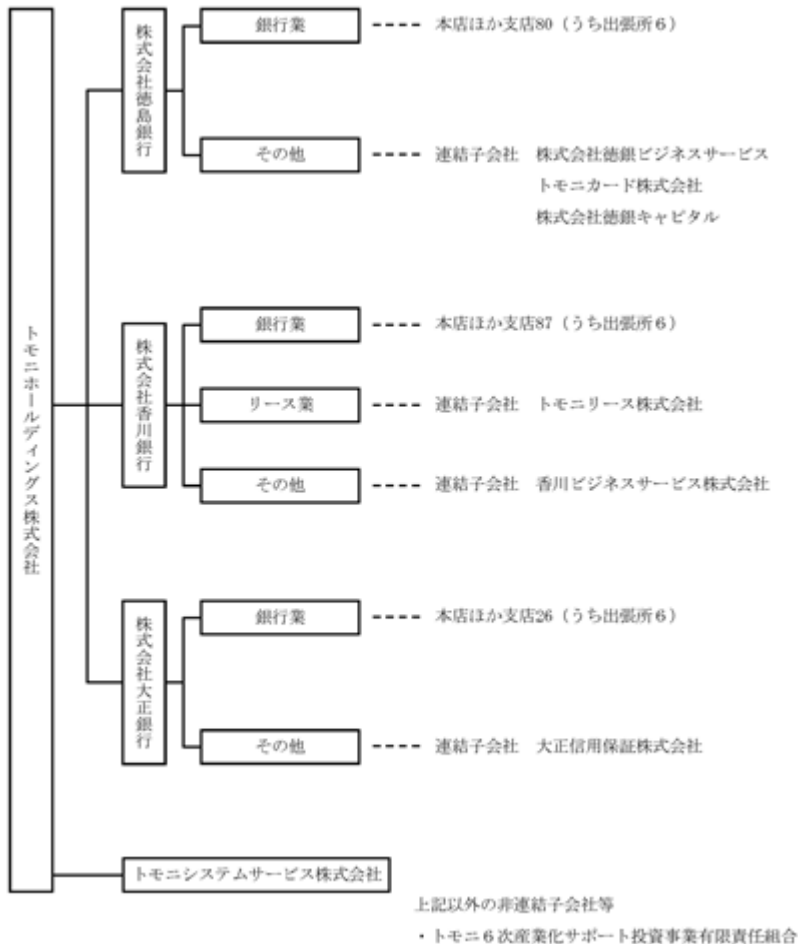 トモニホールディングス株式会社
株式会社徳島銀行
銀行業
本店ほか支店80（うち出張所６）
その他
連結子会社　株式会社徳銀ビジネスサービス
トモニカード株式会社
株式会社徳銀キャピタル
株式会社香川銀行
銀行業
本店ほか支店87（うち出張所６）
リース業
連結子会社　トモニリース株式会社
その他
連結子会社　香川ビジネスサービス株式会社
株式会社大正銀行
銀行業
本店ほか支店26（うち出張所６）
その他
連結子会社　大正信用保証株式会社
トモニシステムサービス株式会社
上記以外の非連結子会社等
・トモニ６次産業化サポート投資事業有限責任組合